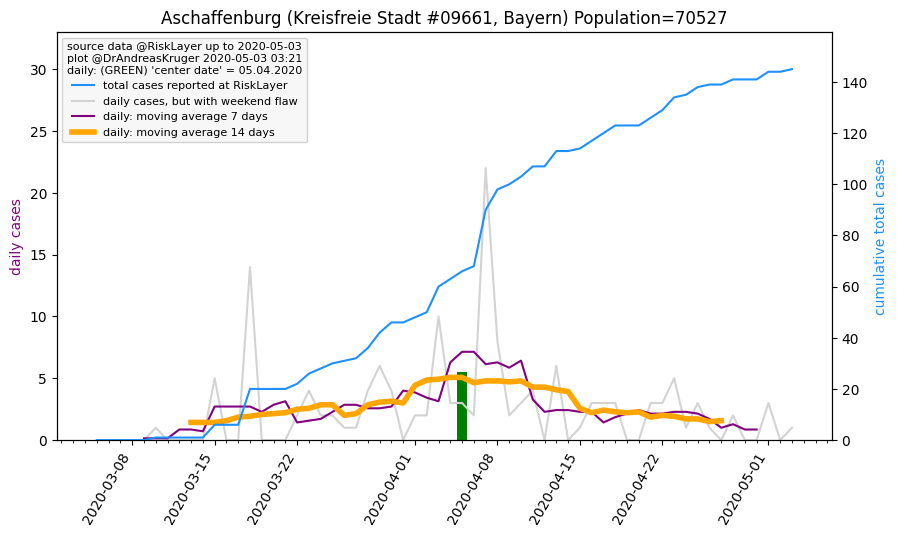 Aschaffenburg (Kreisfreie Stadt #09661, Bayern) Population=70527
source data @RiskLayer up to 2020-05-03
plot @DrAndreasKruger 2020-05-03 03:21
daily: (GREEN) 'center date' = 05.04.2020
total cases reported at RiskLayer
daily cases, but with weekend flaw
daily: moving average 7 days
daily: moving average 14 days
daily cases
30
25
20
15
10
5
0
cumulative total cases
140
120
100
80
60
40
20
0
2020-03-08
2020-03-15
2020-03-22
2020-04-01
2020-04-08
2020-04-15
2020-04-22
2020-05-01